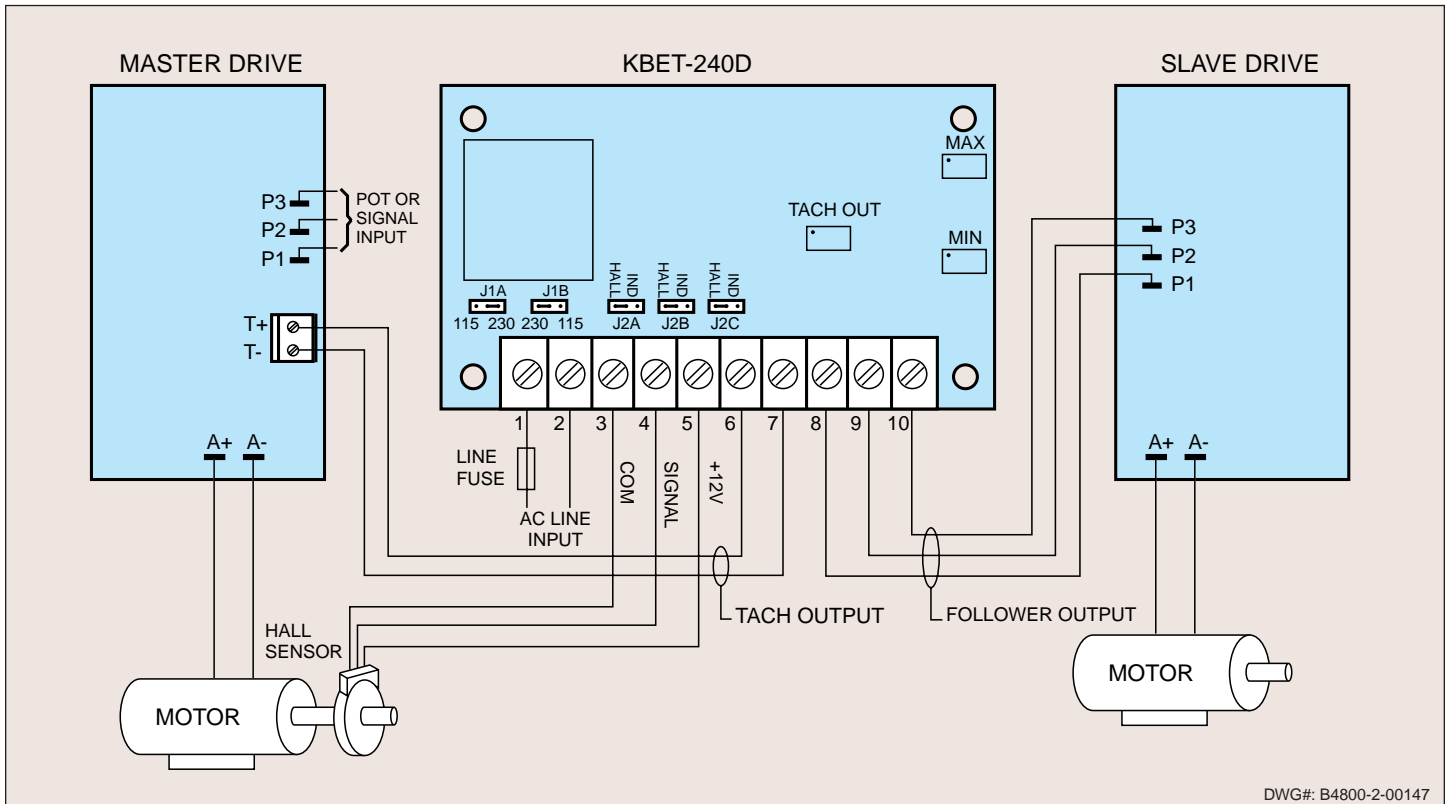 MASTER DRIVE
KBET-240D
SLAVE DRIVE
P3
P2
P1
POT OR
SIGNAL
INPUT
T+
T-
A+ A-
MAX
TACH OUT
MIN
J1A
J1B
115 230 230 115
HALL IND
HALL IND
HALL IND
J2A J2B J2C
1 2 3 4 5 6 7 8 9 10
LINE
FUSE
AC LINE
INPUT
COM
SIGNAL
+12V
P3
P2
P1
A+ A-
TACH OUTPUT
FOLLOWER OUTPUT
HALL
SENSOR
MOTOR
MOTOR
DWG#: B4800-2-00147